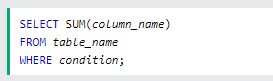 SELECT SUM(column_name)
FROM table_name
WHERE condition;